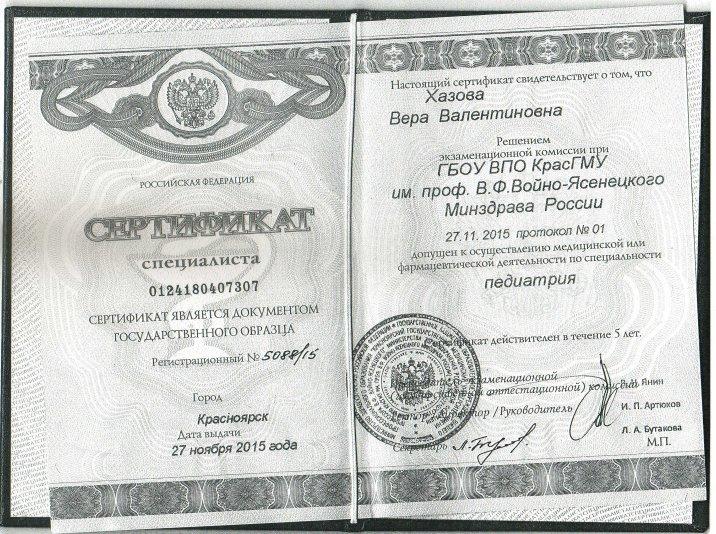 РОССИЙСКАЯ ФЕДЕРАЦИЯ
СЕРТИФИКАТ
специалиста
0124180407307
СЕРТИФИКАТ ЯВЛЯЕТСЯ ДОКУМЕНТОМ
ГОСУДАРСТВЕННОГО ОБРАЗЦА
Регистрационный № 5088/15
Город
Красноярск
Дата выдачи
27 ноября 2015 года
Настоящий сертификат свидетельствует о том, что
Хазова
Вера Валентиновна
Решением
экзаменационной комиссии при
ГБОУ ВПО КрасГМУ
им. проф. В.Ф.Войно-Ясенецкого
Минздрава России
27.11. 2015 протокол № 01
допущен к осуществлению медицинской или
фармацевтической деятельности по специальности
педиатрия
Сертификат действителен в течение 5 лет.
экзаменационной
аттестационной) комиссии
Янин
/ Руководитель
И. П. Артюхов
Л. А. Бутакова
Секретарь
М.П.